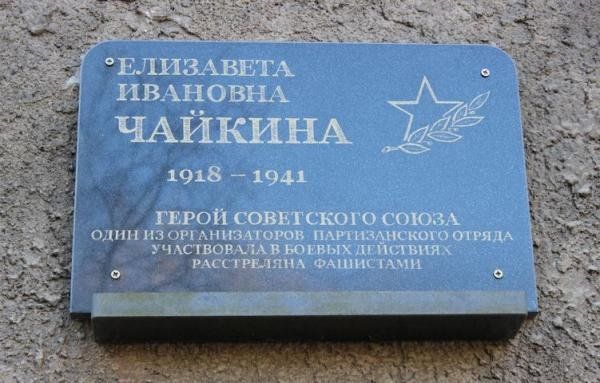 ЕЛИЗАВЕТА
ИВАНОВНА
ЧАЙКИНА
1918 – 1941
ГЕРОЙ СОВЕТСКОГО СОЮЗА
ОДИН ИЗ ОРГАНИЗАТОРОВ ПАРТИЗАНСКОГО ОТРЯДА
УЧАСТВОВАЛА В БОЕВЫХ ДЕЙСТВИЯХ
РАССТРЕЛЯНА ФАШИСТАМИ